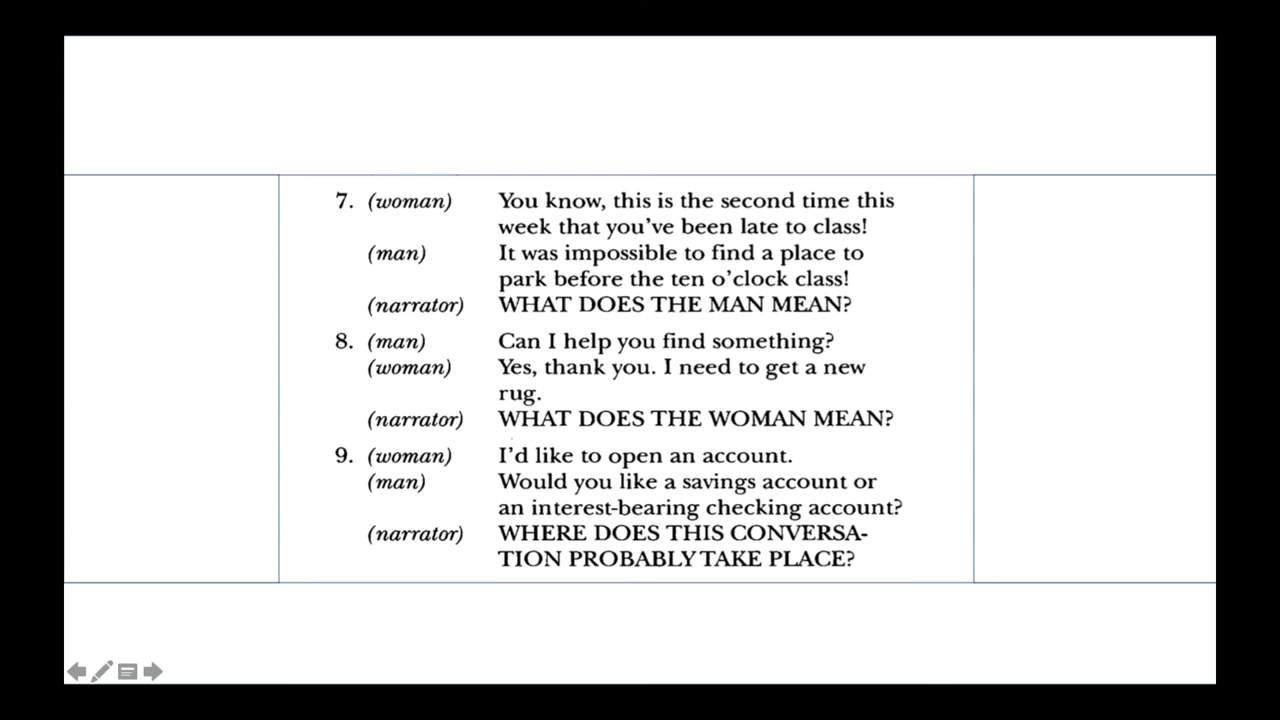 7. (woman) You know, this is the second time this
week that you've been late to class!
(man) It was impossible to find a place to
park before the ten o'clock class!
(narrator) WHAT DOES THE MAN MEAN?
8. (man) Can I help you find something?
(woman) Yes, thank you. I need to get a new
rug.
(narrator) WHAT DOES THE WOMAN MEAN?
9. (woman) I'd like to open an account.
(man) Would you like a savings account or
an interest-bearing checking account?
(narrator) WHERE DOES THIS CONVERSA-
TION PROBABLY TAKE PLACE?